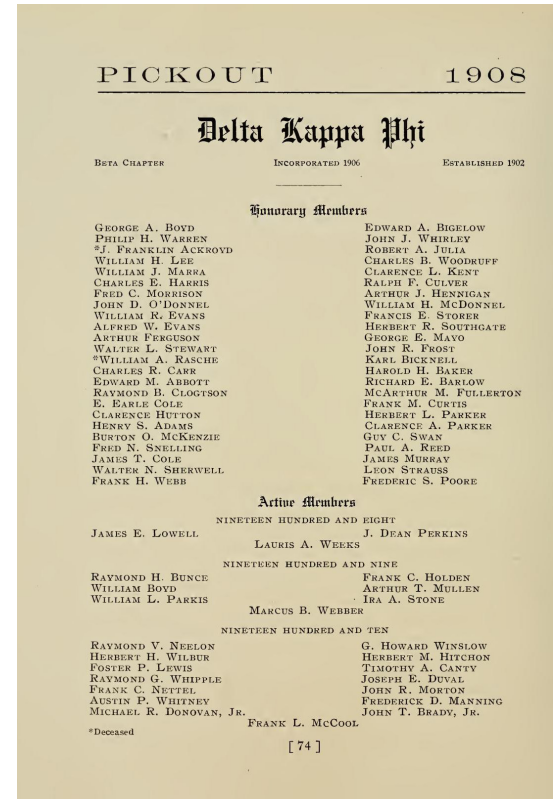 PICKOUT 1908
Delta Kappa Phi
BETA CHAPTER INCORPORATED 1906 ESTABLISHED 1902
Honorary Members
GEORGE A. BOYD EDWARD A. BIGELOW
PHILIP H. WARREN JOHN J. WHIRLEY
*J. FRANKLIN ACKROYD ROBERT A. JULIA
WILLIAM H. LEE CHARLES B. WOODRUFF
WILLIAM J. MARRA CLARENCE L. KENT
CHARLES E. HARRIS RALPH F. CULVER
FRED C. MORRISON ARTHUR J. HENNIGAN
JOHN D. O'DONNEL WILLIAM H. MCDONNEL
WILLIAM R. EVANS FRANCIS E. STORER
ALFRED W. EVANS HERBERT R. SOUTHGATE
ARTHUR FERGUSON GEORGE E. MAYO
WALTER L. STEWART JOHN R. FROST
*WILLIAM A. RASCHE KARL BICKNELL
CHARLES R. CARR HAROLD H. BAKER
EDWARD M. ABBOTT RICHARD E. BARLOW
RAYMOND B. CLOGTSON MCARTHUR M. FULLERTON
E. EARLE COLE FRANK M. CURTIS
CLARENCE HUTTON HERBERT L. PARKER
HENRY S. ADAMS CLARENCE A. PARKER
BURTON O. MCKENZIE GUY C. SWAN
FRED N. SNELLING PAUL A. REED
JAMES T. COLE JAMES MURRAY
WALTER N. SHERWELL LEON STRAUSS
FRANK H. WEBB FREDERIC S. POORE
Active Members
NINETEEN HUNDRED AND EIGHT
JAMES E. LOWELL J. DEAN PERKINS
LAURIS A. WEEKS
NINETEEN HUNDRED AND NINE
RAYMOND H. BUNCE FRANK C. HOLDEN
WILLIAM BOYD ARTHUR T. MULLEN
WILLIAM L. PARKIS IRA A. STONE
MARCUS B. WEBBER
NINETEEN HUNDRED AND TEN
RAYMOND V. NEELON G. HOWARD WINSLOW
HERBERT H. WILBUR HERBERT M. HITCHON
FOSTER P. LEWIS TIMOTHY A. CANTY
RAYMOND G. WHIPPLE JOSEPH E. DUVAL
FRANK C. NETTEL JOHN R. MORTON
AUSTIN P. WHITNEY FREDERICK D. MANNING
MICHAEL R. DONOVAN, JR. JOHN T. BRADY, JR.
FRANK L. MCCOOL
*Deceased
[ 74 ]